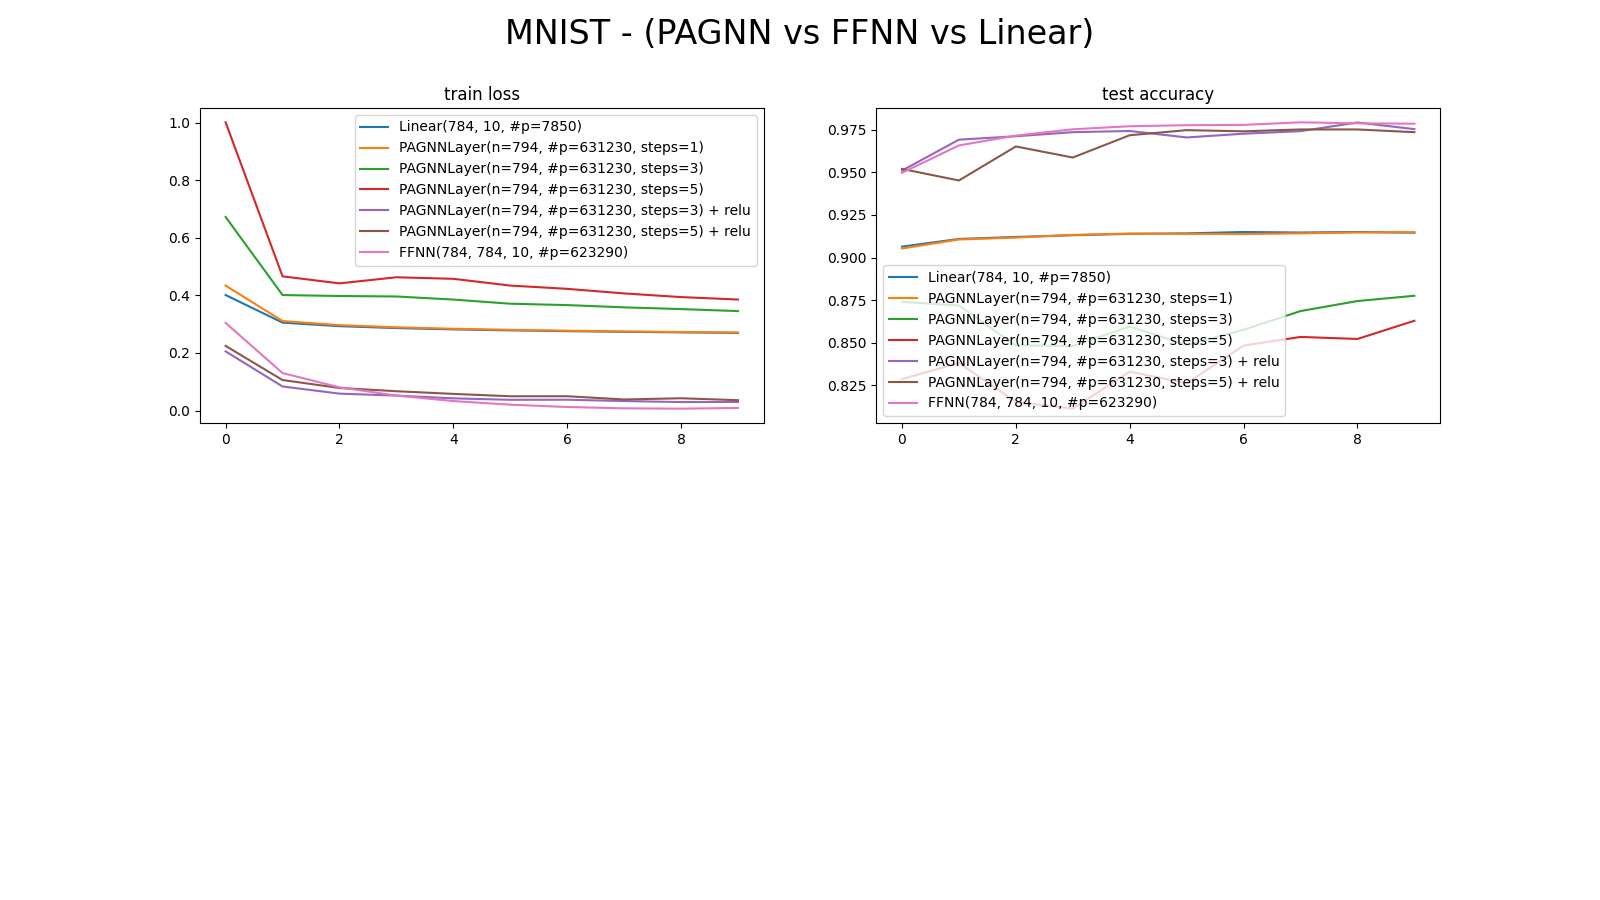 MNIST - (PAGNN vs FFNN vs Linear)
train loss
1.0
0.8
0.6
0.4
0.2
0.0
0 2 4 6 8
Linear(784, 10, #p=7850)
PAGNNLayer(n=794, #p=631230, steps=1)
PAGNNLayer(n=794, #p=631230, steps=3)
PAGNNLayer(n=794, #p=631230, steps=5)
PAGNNLayer(n=794, #p=631230, steps=3) + relu
PAGNNLayer(n=794, #p=631230, steps=5) + relu
FFNN(784, 784, 10, #p=623290)
test accuracy
0.975
0.950
0.925
0.900
0.875
0.850
0.825
0 2 4 6 8
Linear(784, 10, #p=7850)
PAGNNLayer(n=794, #p=631230, steps=1)
PAGNNLayer(n=794, #p=631230, steps=3)
PAGNNLayer(n=794, #p=631230, steps=5)
PAGNNLayer(n=794, #p=631230, steps=3) + relu
PAGNNLayer(n=794, #p=631230, steps=5) + relu
FFNN(784, 784, 10, #p=623290)